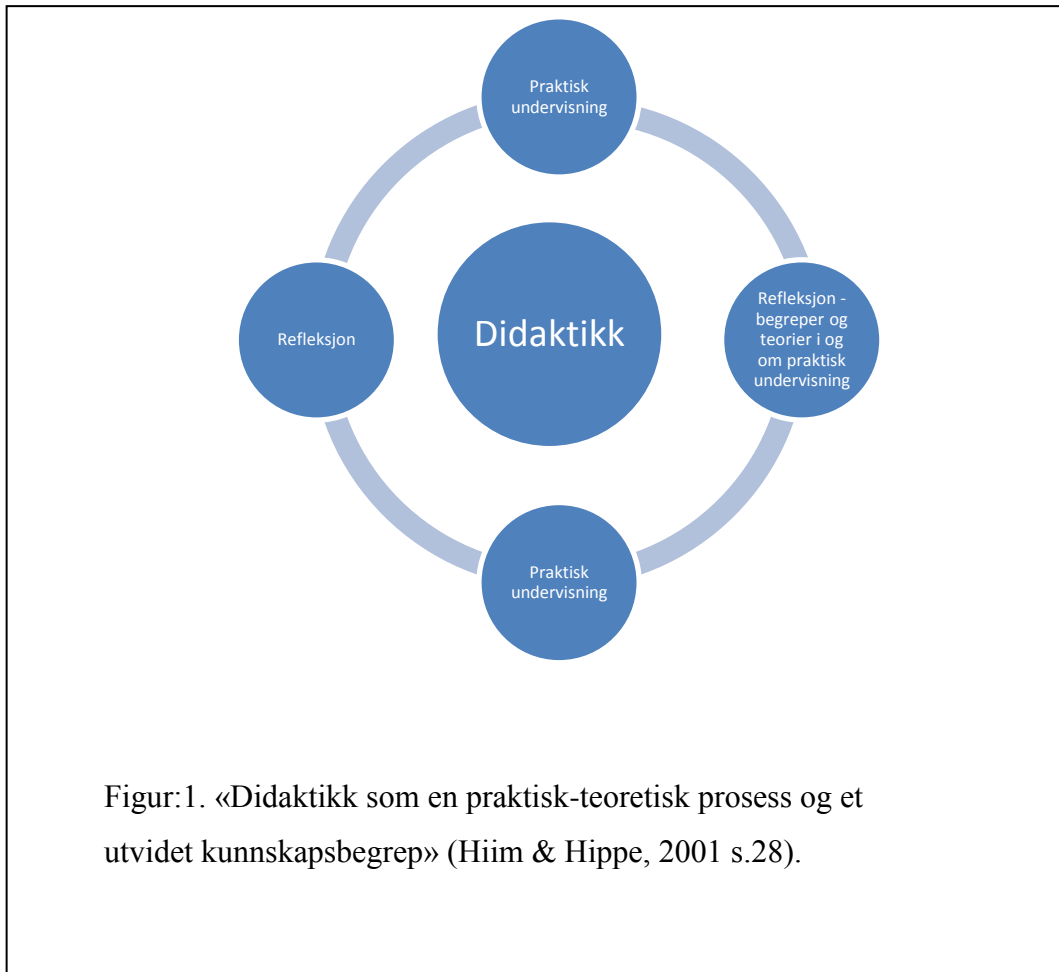 Praktisk
undervisning
Refleksjon
Didaktikk
Refleksjon -
begreper og
teorier i og
om praktisk
undervisning
Praktisk
undervisning
Figur:1. «Didaktikk som en praktisk-teoretisk prosess og et
utvidet kunnskapsbegrep» (Hiim & Hippe, 2001 s.28).